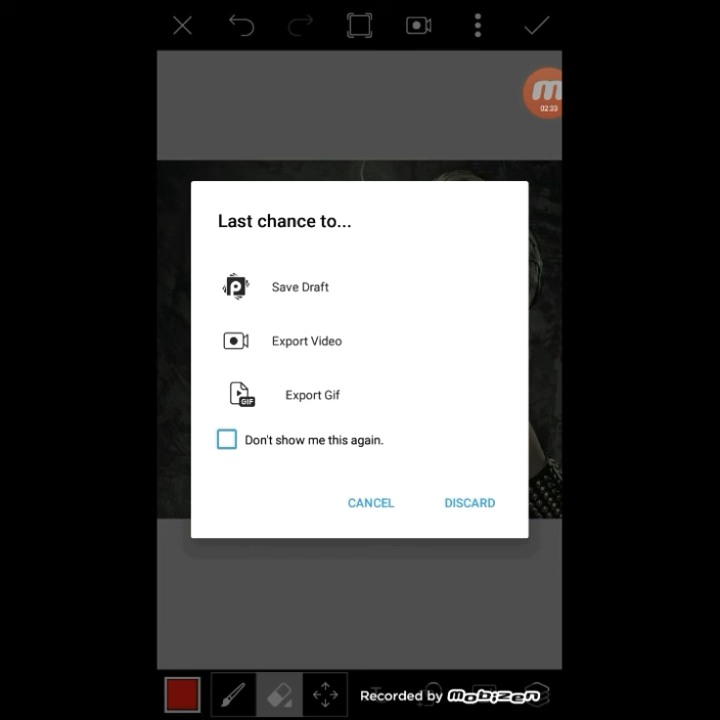 m
02:33
Last chance to...
P Save Draft
Export Video
GIF Export Gif
Don't show me this again.
CANCEL DISCARD
Recorded by mobizen